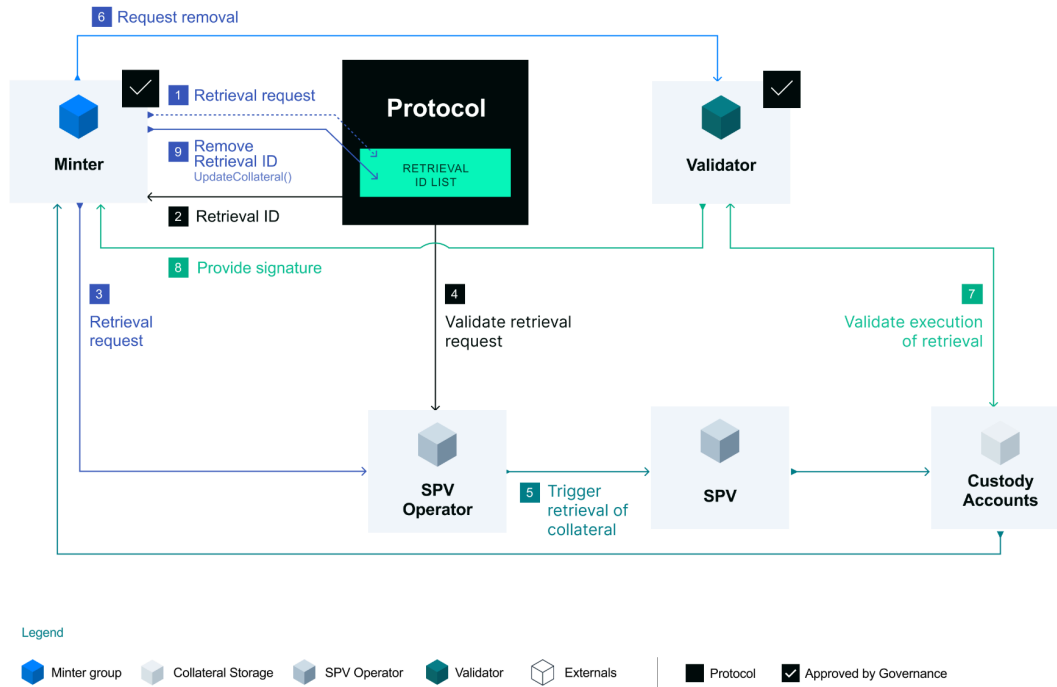 6 Request removal
1 Retrieval request
Protocol
Minter
9 Remove
Retrieval ID
UpdateCollateral()
RETRIEVAL
ID LIST
Validator
2 Retrieval ID
8 Provide signature
3
Retrieval
request
4
Validate retrieval
request
7
Validate execution
of retrieval
SPV
Operator
5 Trigger
retrieval of
collateral
SPV
Custody
Accounts
Legend
Minter group
Collateral Storage
SPV Operator
Validator
Externals
Protocol
Approved by Governance